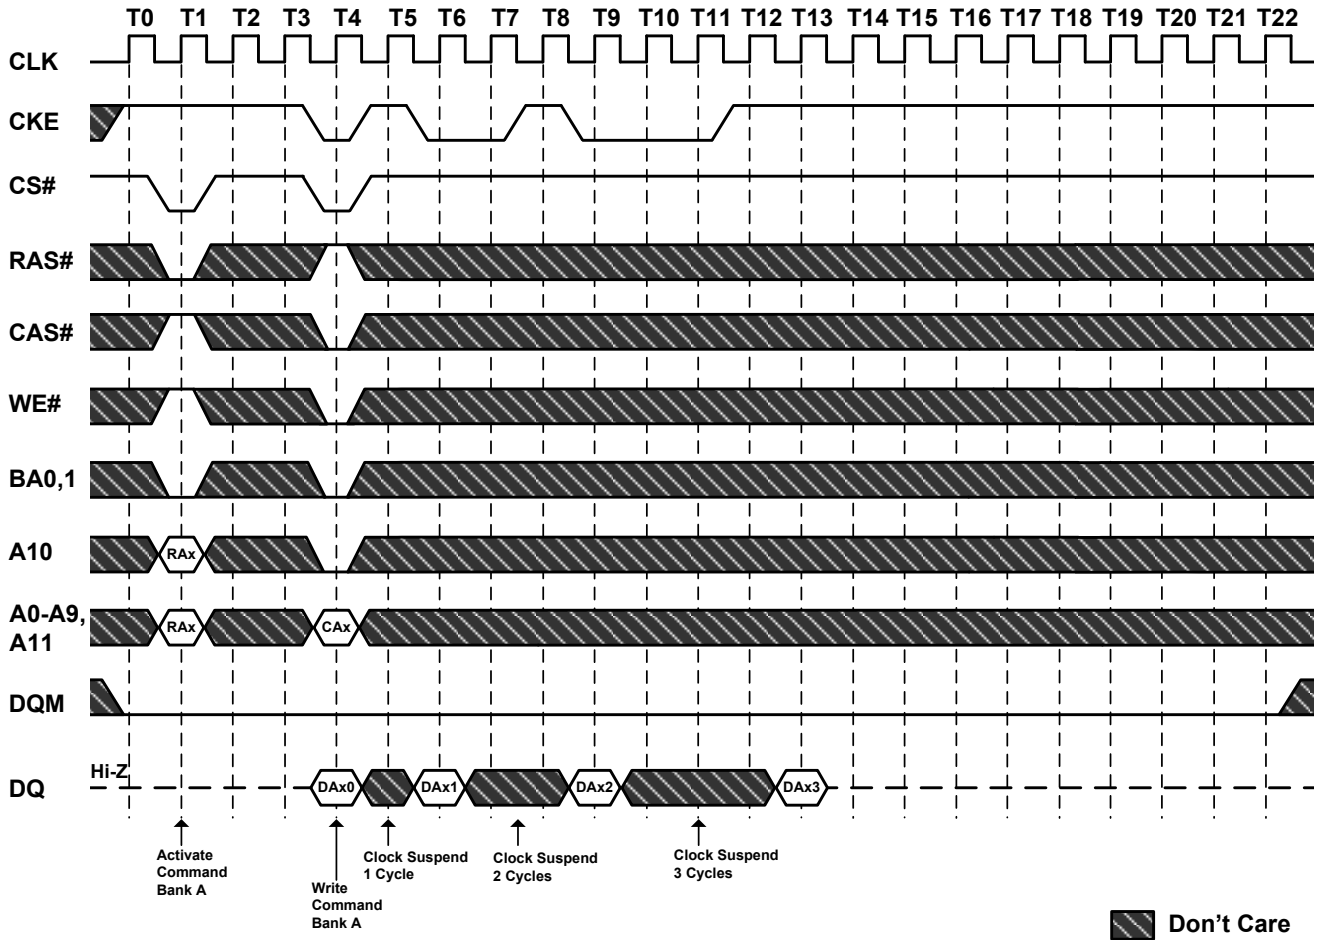 T0 T1 T2 T3 T4 T5 T6 T7 T8 T9 T10 T11 T12 T13 T14 T15 T16 T17 T18 T19 T20 T21 T22
CLK
CKE
CS#
RAS#
CAS#
WE#
BA0,1
A10
RAx
A0-A9,
A11
RAx
CAx
DQM
Hi-Z
DQ
DAx0
DAx1
DAx2
DAx3
Activate
Command
Bank A
Write
Command
Bank A
Clock Suspend
1 Cycle
Clock Suspend
2 Cycles
Clock Suspend
3 Cycles
Don't Care